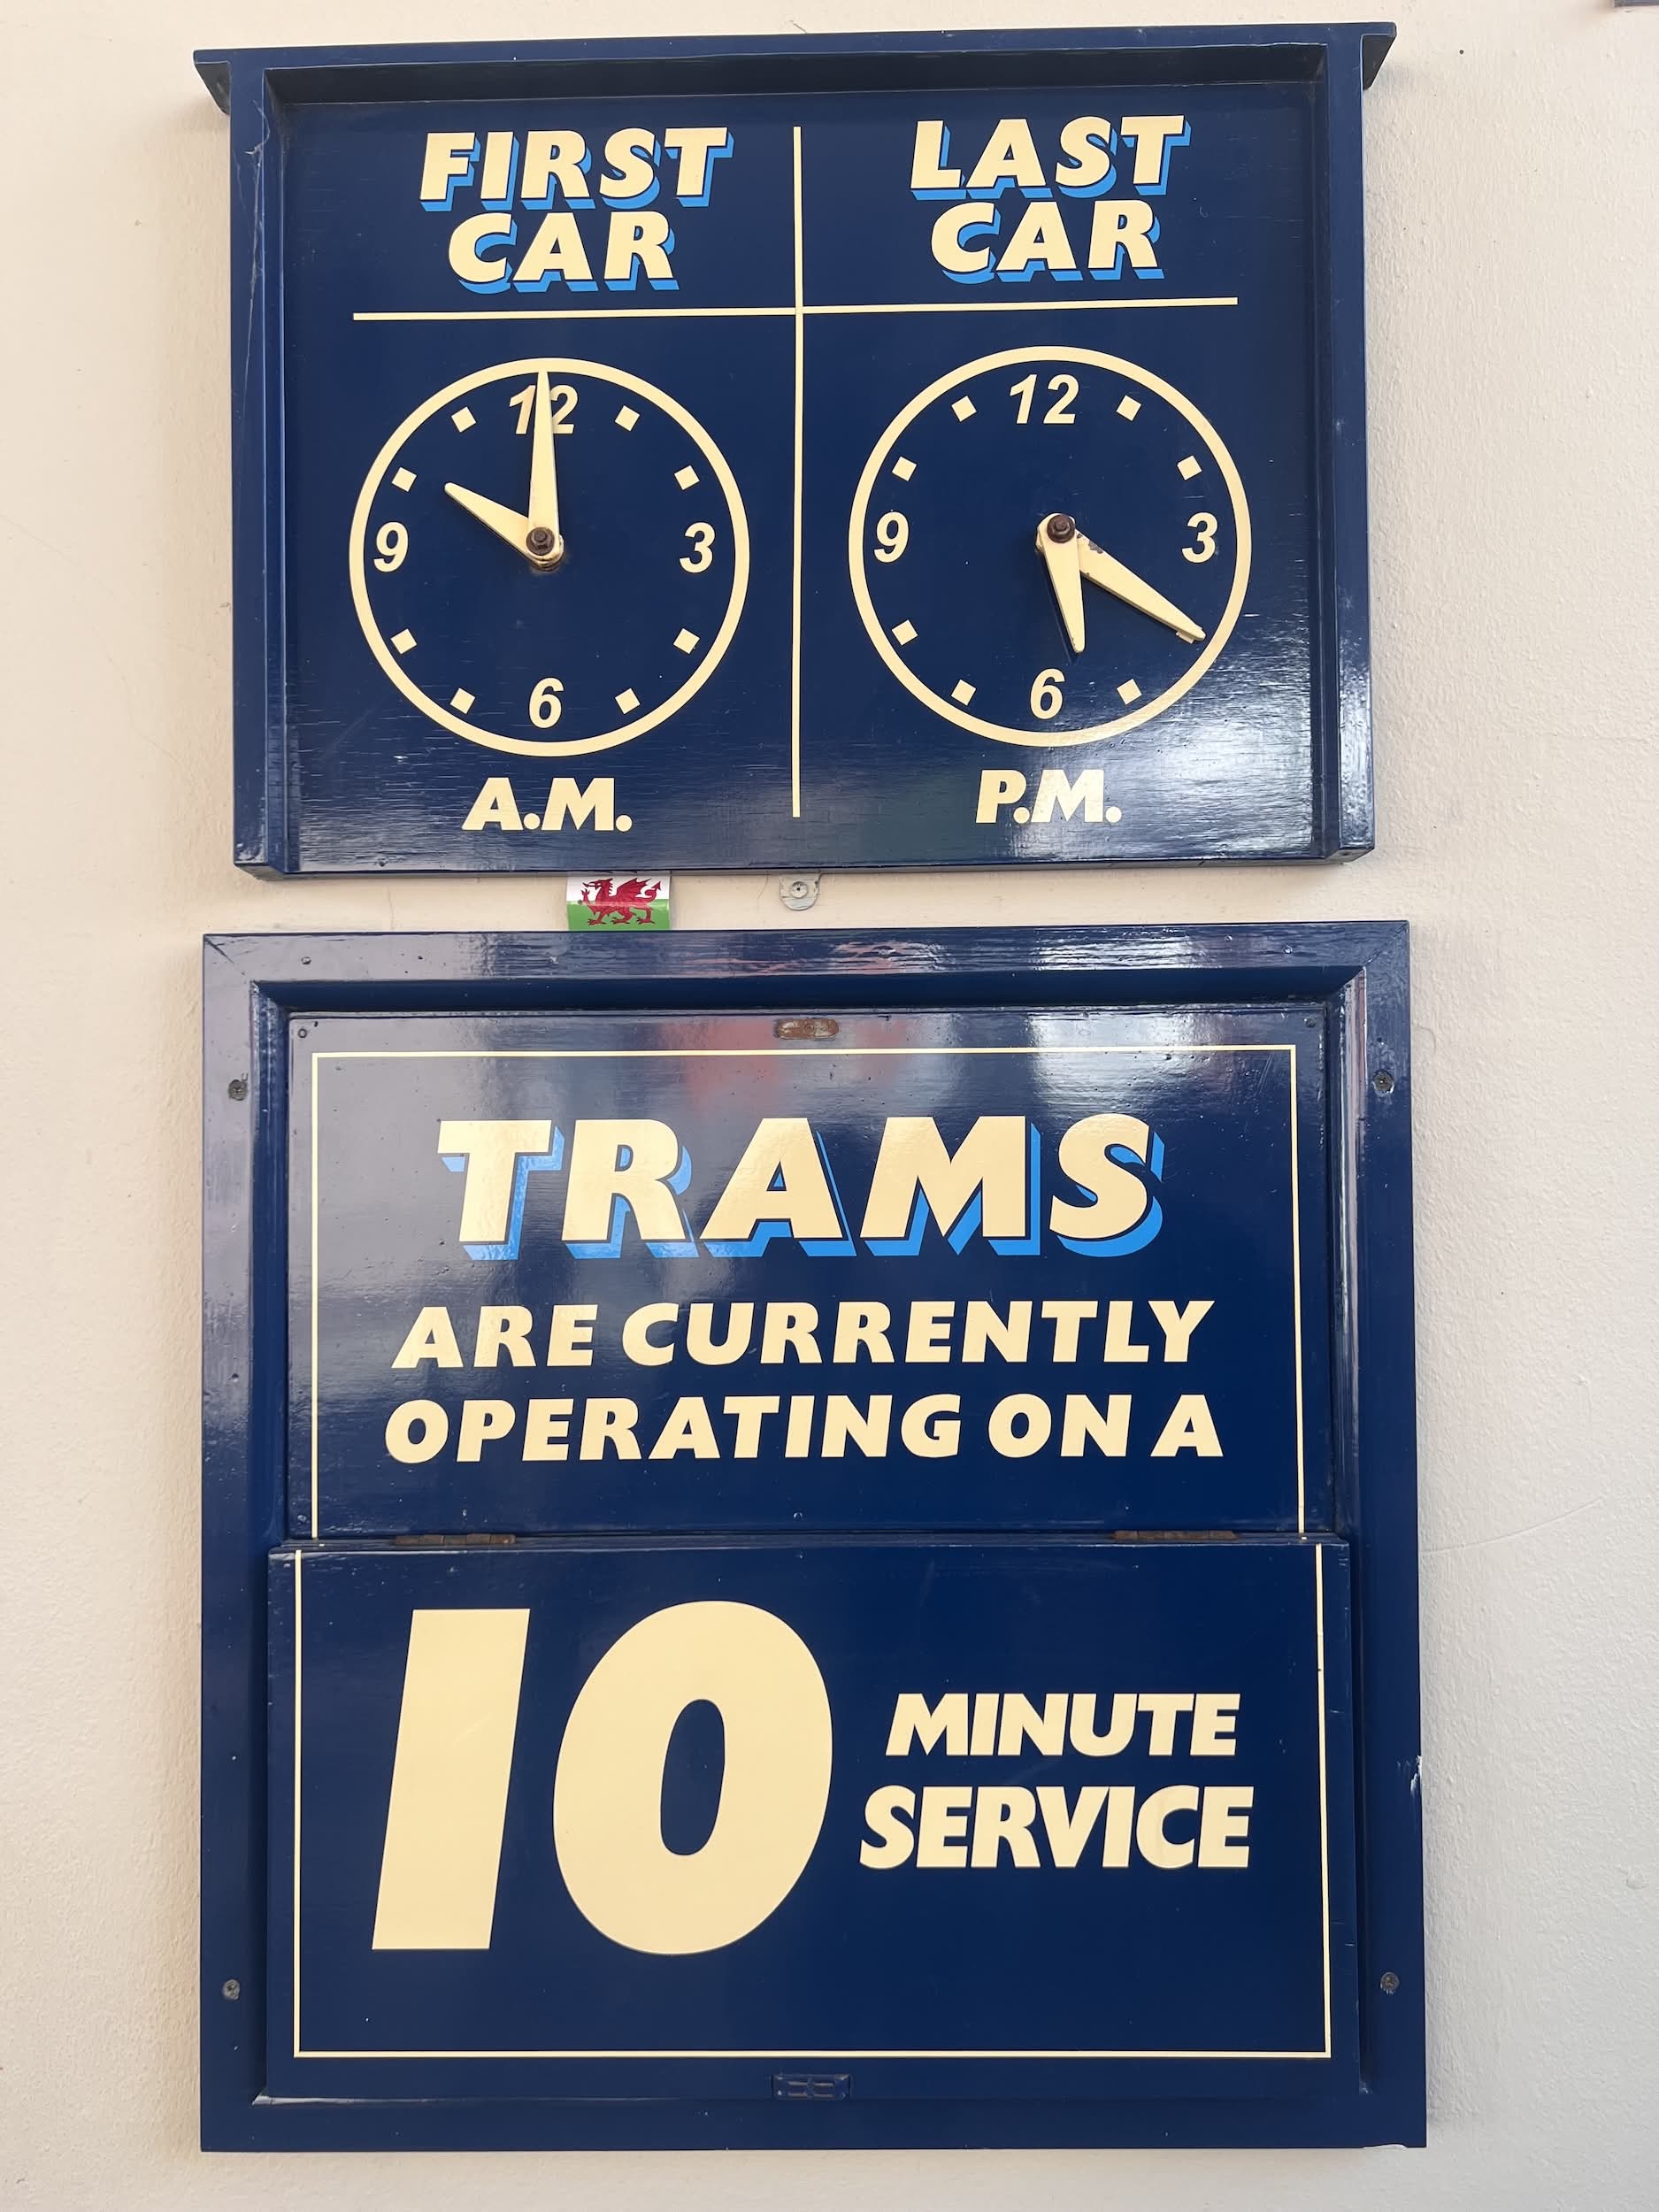 FIRST
CAR
LAST
CAR
12
9
3
6
12
9
3
6
A.M.
P.M.
TRAMS
ARE CURRENTLY
OPERATING ON A
10
MINUTE
SERVICE